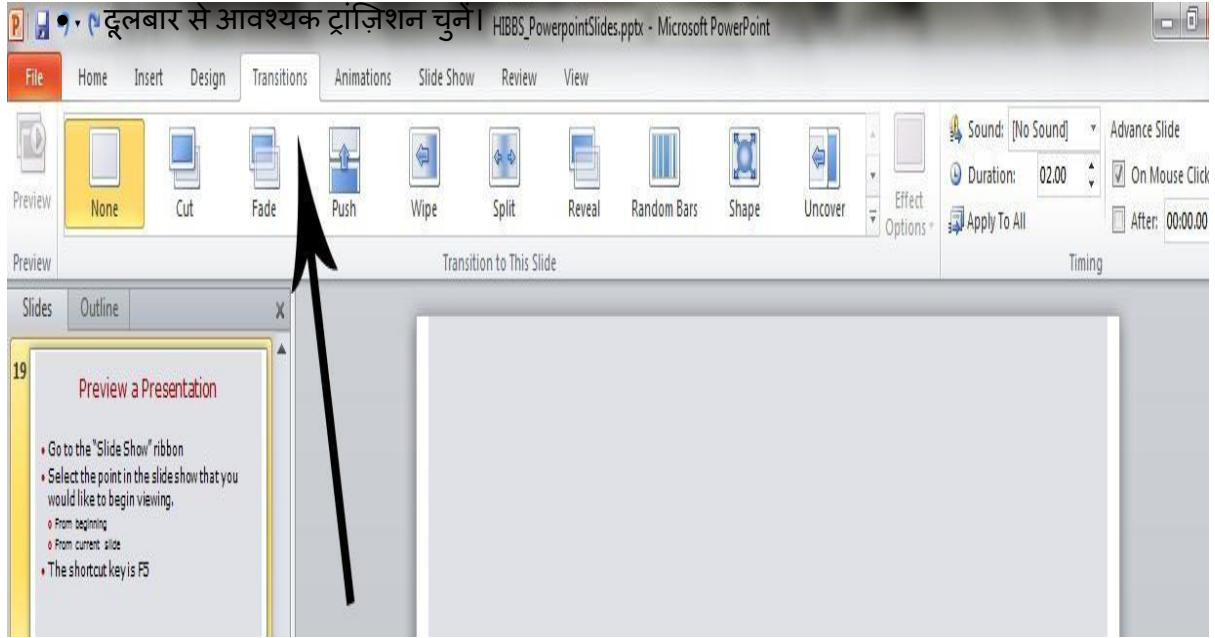 • टूलबार से आवश्यक ट्रांज़िशन चुनें।
HIBBS_PowerpointSlides.pptx - Microsoft PowerPoint
File Home Insert Design Transitions Animations Slide Show Review View
Preview
None Cut Fade Push Wipe Split Reveal Random Bars Shape Uncover
Effect Options
Sound: [No Sound]
Duration: 02.00
Apply To All
Advance Slide
On Mouse Click
After: 00:00.00
Preview Transition to This Slide Timing
Slides Outline X
19
Preview a Presentation
• Go to the "Slide Show" ribbon
• Select the point in the slide show that you
would like to begin viewing.
o From beginning
o From current slide
• The shortcut key is F5